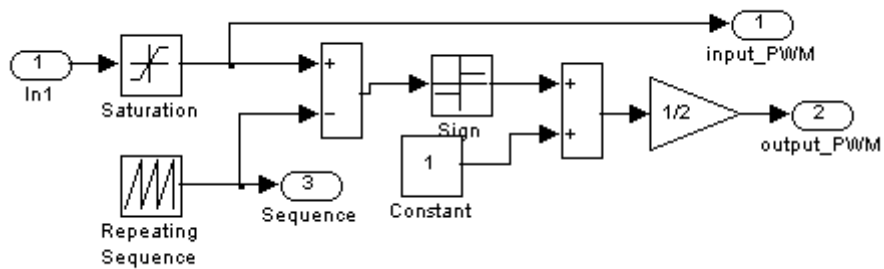 1
In1
Saturation
+
−
Sign
1
Constant
+
+
1/2
1
input_PWM
2
output_PWM
3
Sequence
Repeating
Sequence